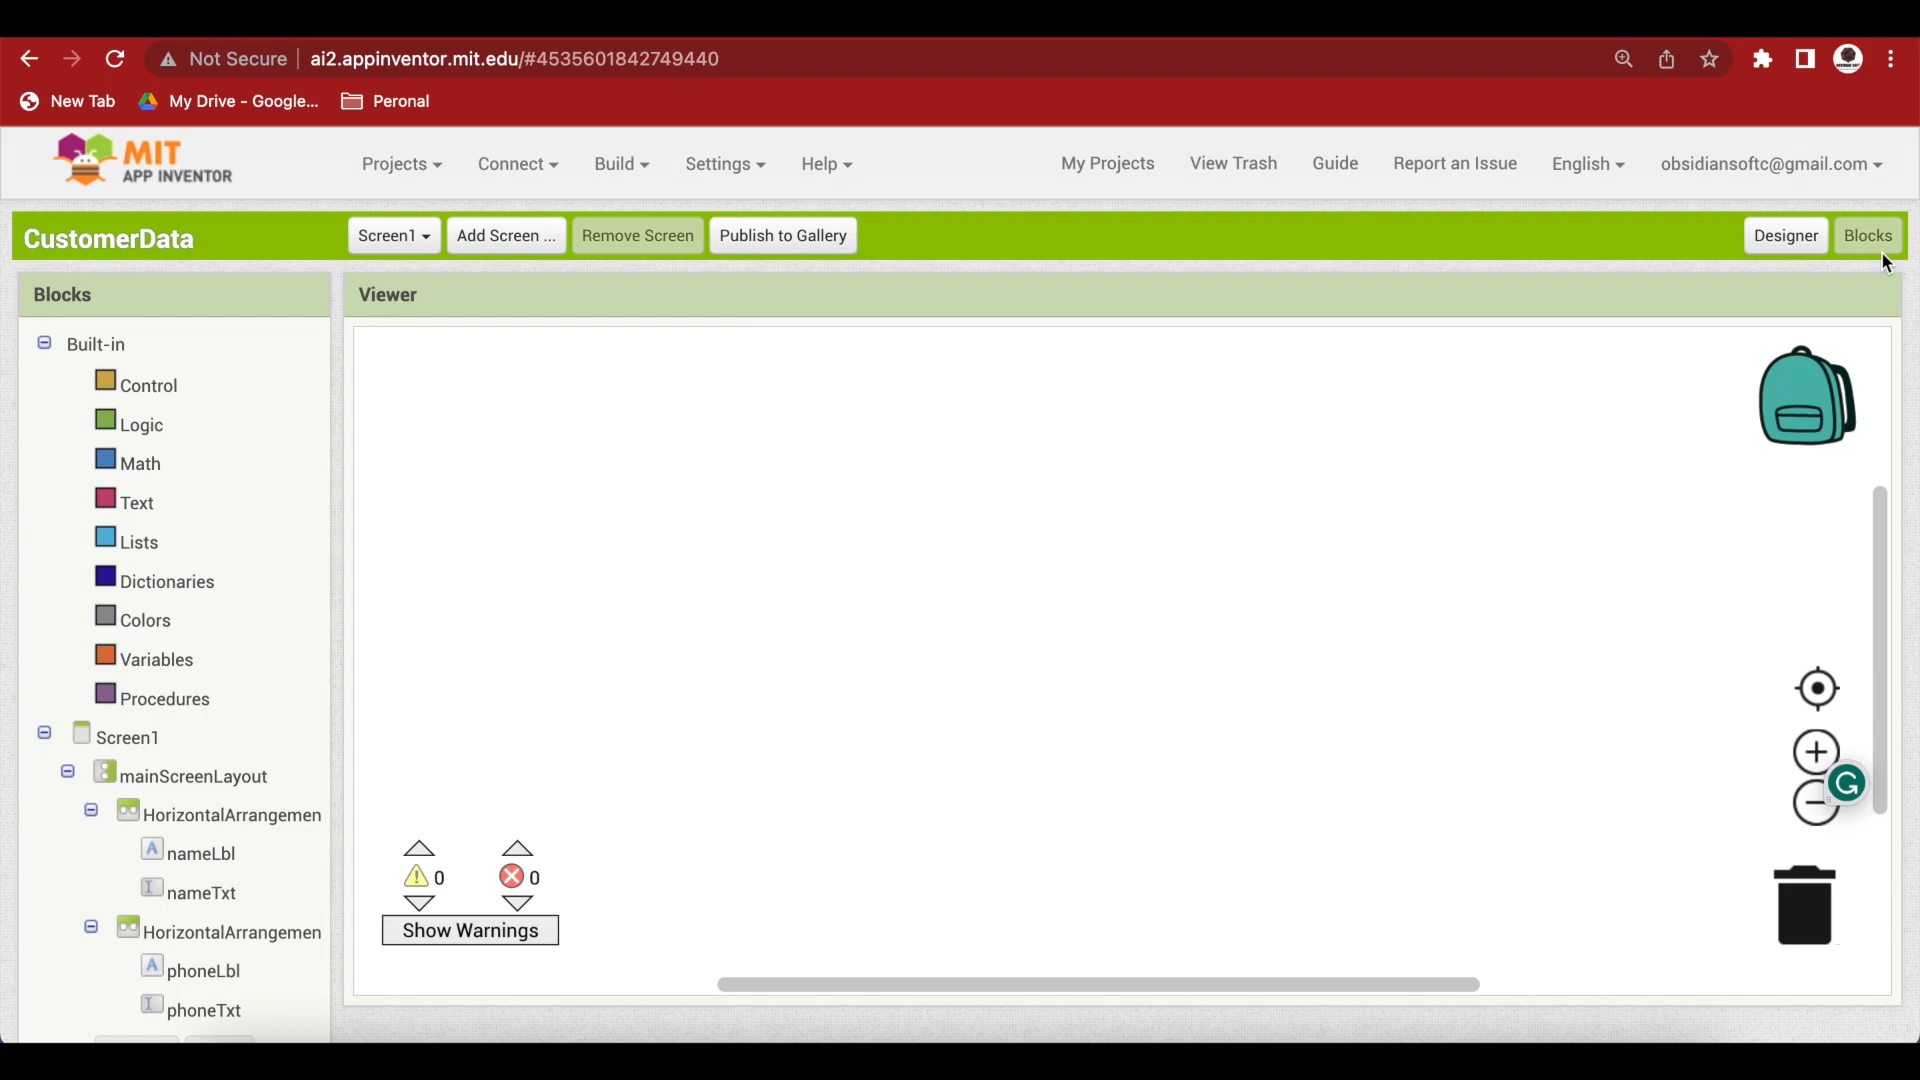 Not Secure ai2.appinventor.mit.edu/#4535601842749440
New Tab My Drive - Google... Peronal
MIT
APP INVENTOR
Projects Connect Build Settings Help My Projects View Trash Guide Report an Issue English obsidiansoftc@gmail.com
CustomerData Screen1 Add Screen ... Remove Screen Publish to Gallery Designer Blocks
Blocks
Viewer
Built-in
Control
Logic
Math
Text
Lists
Dictionaries
Colors
Variables
Procedures
Screen1
mainScreenLayout
HorizontalArrangemen
A nameLbl
I nameTxt
HorizontalArrangemen
A phoneLbl
I phoneTxt
! 0 0
Show Warnings
G